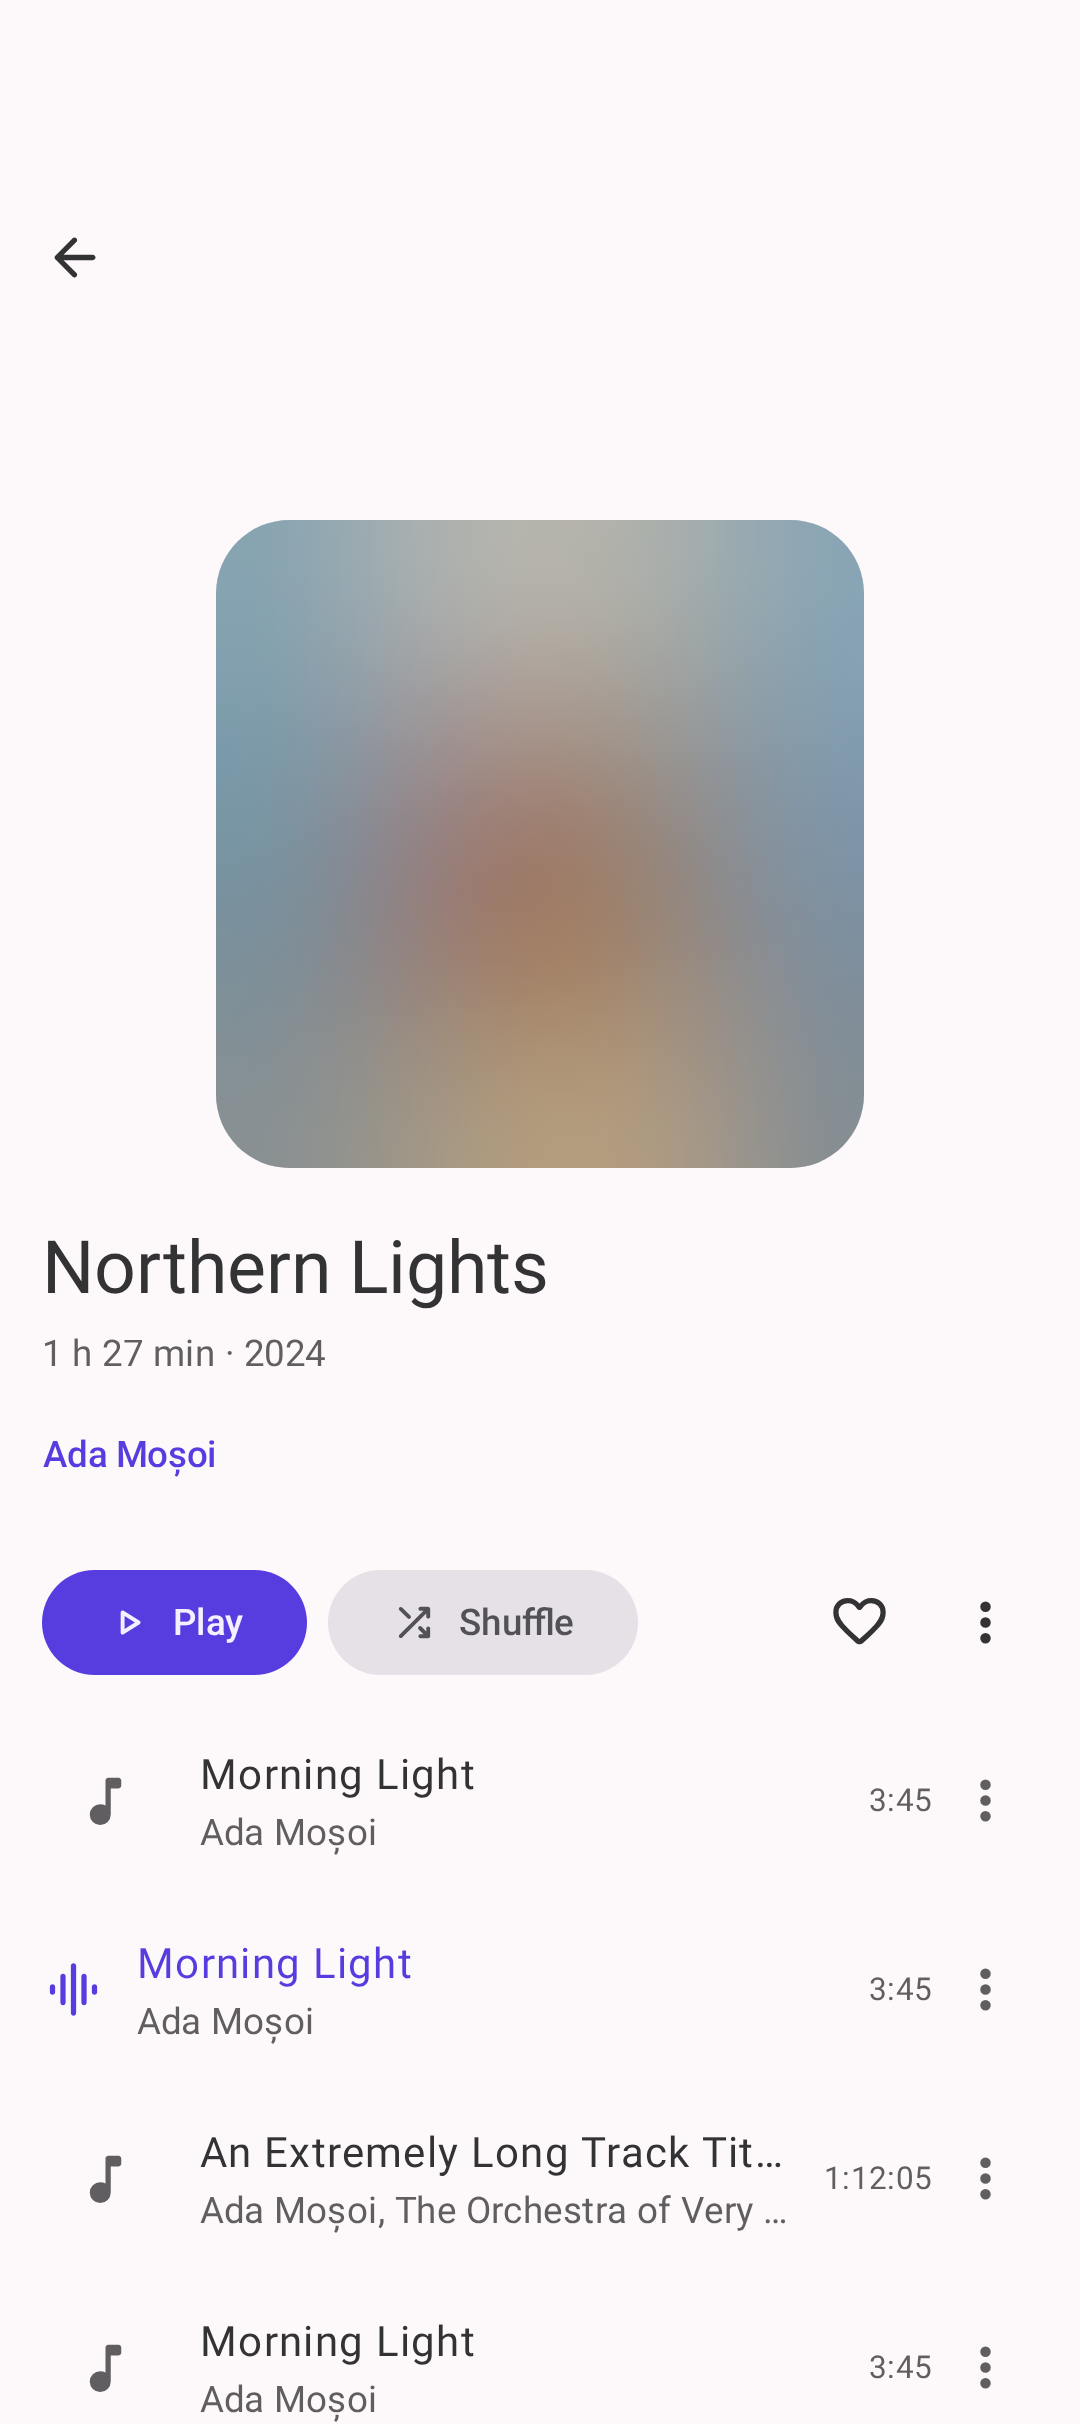 Northern Lights
1 h 27 min · 2024
Ada Moșoi
Play
Shuffle
Morning Light
3:45
Ada Moșoi
Morning Light
3:45
Ada Moșoi
An Extremely Long Track Tit...
1:12:05
Ada Moșoi, The Orchestra of Very ...
Morning Light
3:45
Ada Moșoi